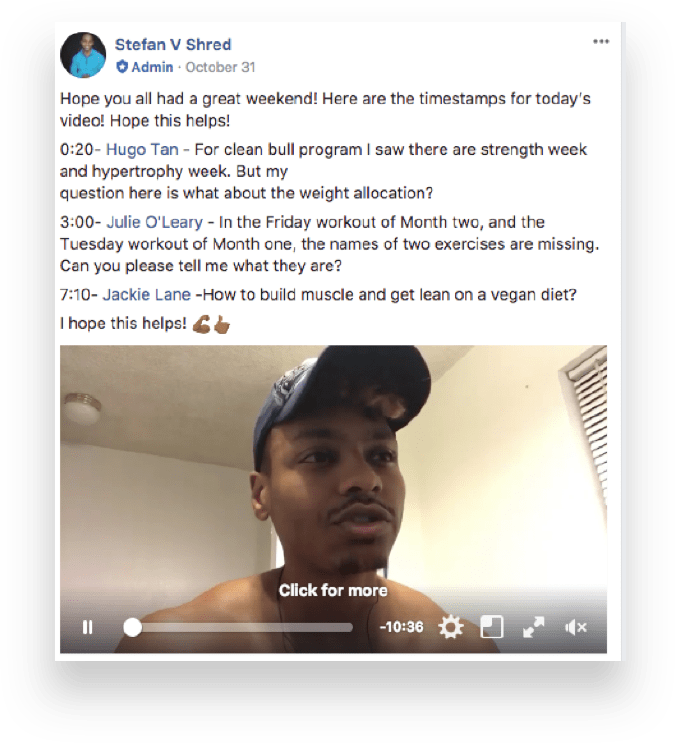 Stefan V Shred
Admin · October 31
Hope you all had a great weekend! Here are the timestamps for today's
video! Hope this helps!
0:20- Hugo Tan - For clean bull program I saw there are strength week
and hypertrophy week. But my
question here is what about the weight allocation?
3:00- Julie O'Leary - In the Friday workout of Month two, and the
Tuesday workout of Month one, the names of two exercises are missing.
Can you please tell me what they are?
7:10- Jackie Lane -How to build muscle and get lean on a vegan diet?
I hope this helps! 💪🏾👍🏾
Click for more
-10:36